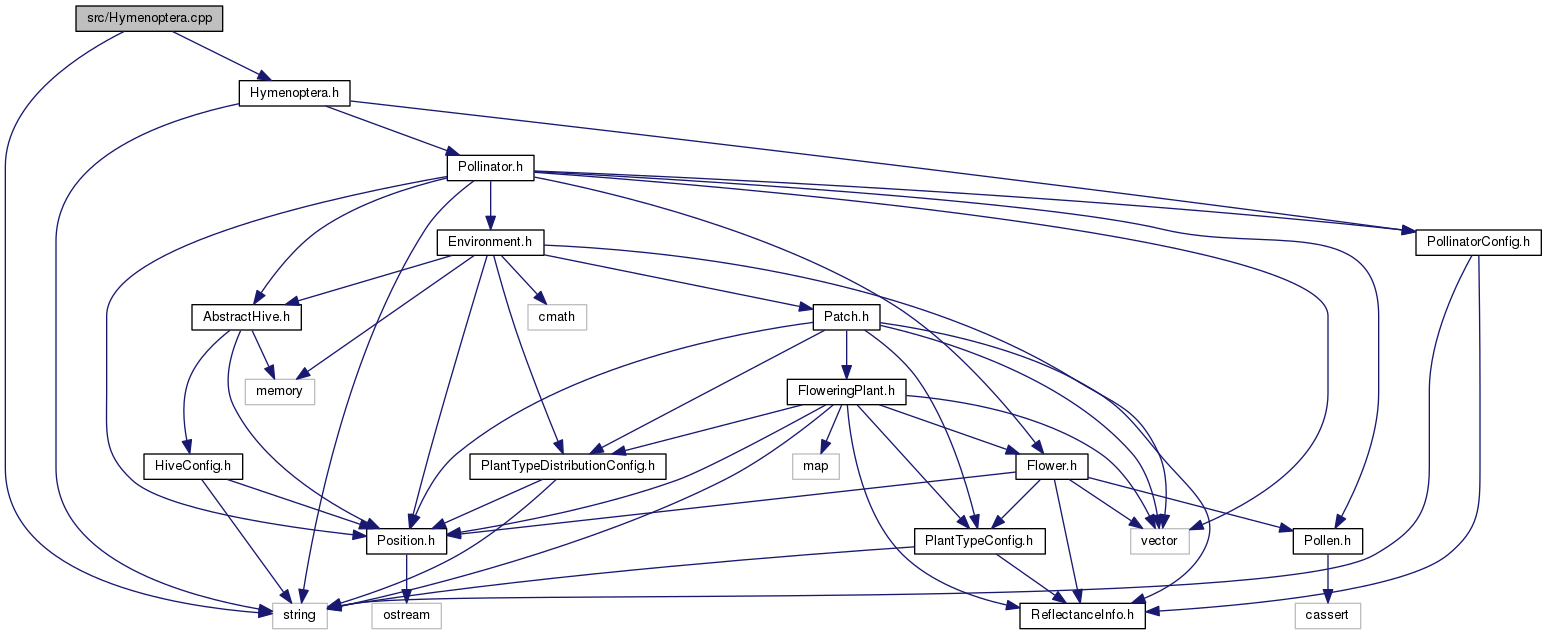 src/Hymenoptera.cpp
Hymenoptera.h
Pollinator.h
Environment.h
PollinatorConfig.h
AbstractHive.h
cmath
Patch.h
memory
FloweringPlant.h
HiveConfig.h
PlantTypeDistributionConfig.h
map
Flower.h
Position.h
PlantTypeConfig.h
vector
Pollen.h
string
ostream
ReflectanceInfo.h
cassert